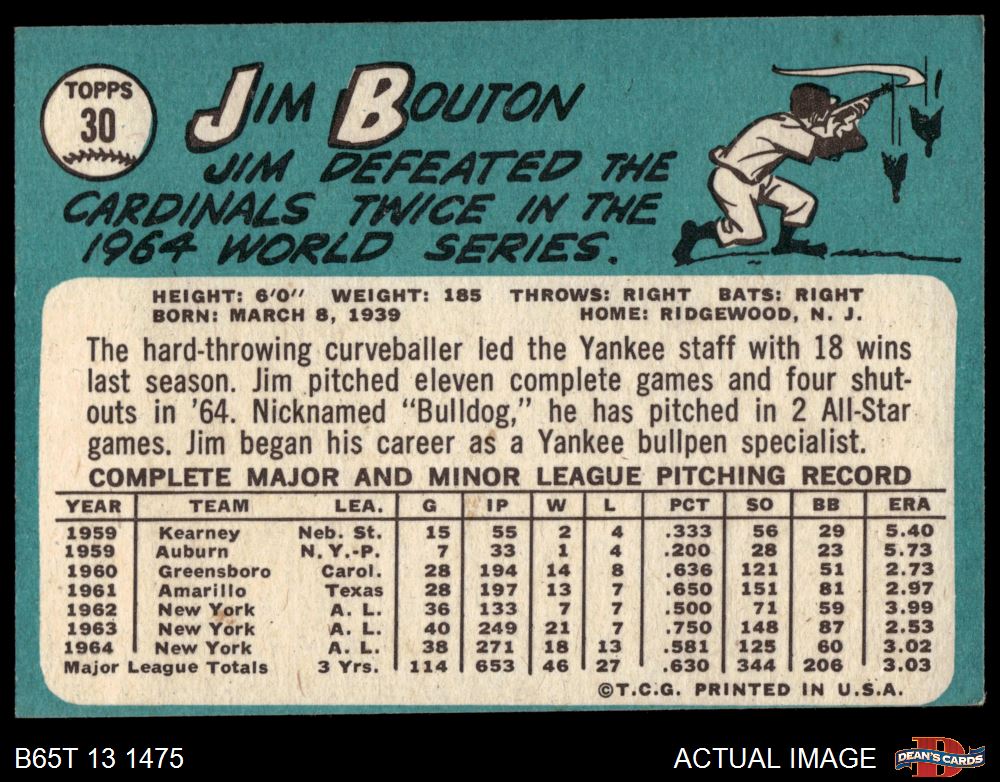 TOPPS
30
JIM BOUTON
JIM DEFEATED THE
CARDINALS TWICE IN THE
1964 WORLD SERIES.
HEIGHT: 6'0" WEIGHT: 185 THROWS: RIGHT BATS: RIGHT
BORN: MARCH 8, 1939 HOME: RIDGEWOOD, N. J.
The hard-throwing curveballer led the Yankee staff with 18 wins
last season. Jim pitched eleven complete games and four shut-
outs in '64. Nicknamed "Bulldog," he has pitched in 2 All-Star
games. Jim began his career as a Yankee bullpen specialist.
COMPLETE MAJOR AND MINOR LEAGUE PITCHING RECORD
YEAR TEAM LEA. G IP W L PCT SO BB ERA
1959 Kearney Neb. St. 15 55 2 4 .333 56 29 5.40
1959 Auburn N.Y.-P. 7 33 1 4 .200 28 23 5.73
1960 Greensboro Carol. 28 194 14 8 .636 121 51 2.73
1961 Amarillo Texas 28 197 13 7 .650 151 81 2.97
1962 New York A. L. 36 133 7 7 .500 71 59 3.99
1963 New York A. L. 40 249 21 7 .750 148 87 2.53
1964 New York A. L. 38 271 18 13 .581 125 60 3.02
Major League Totals 3 Yrs. 114 653 46 27 .630 344 206 3.03
©T.C.G. PRINTED IN U.S.A.
B65T 13 1475 ACTUAL IMAGE DEAN'S CARDS